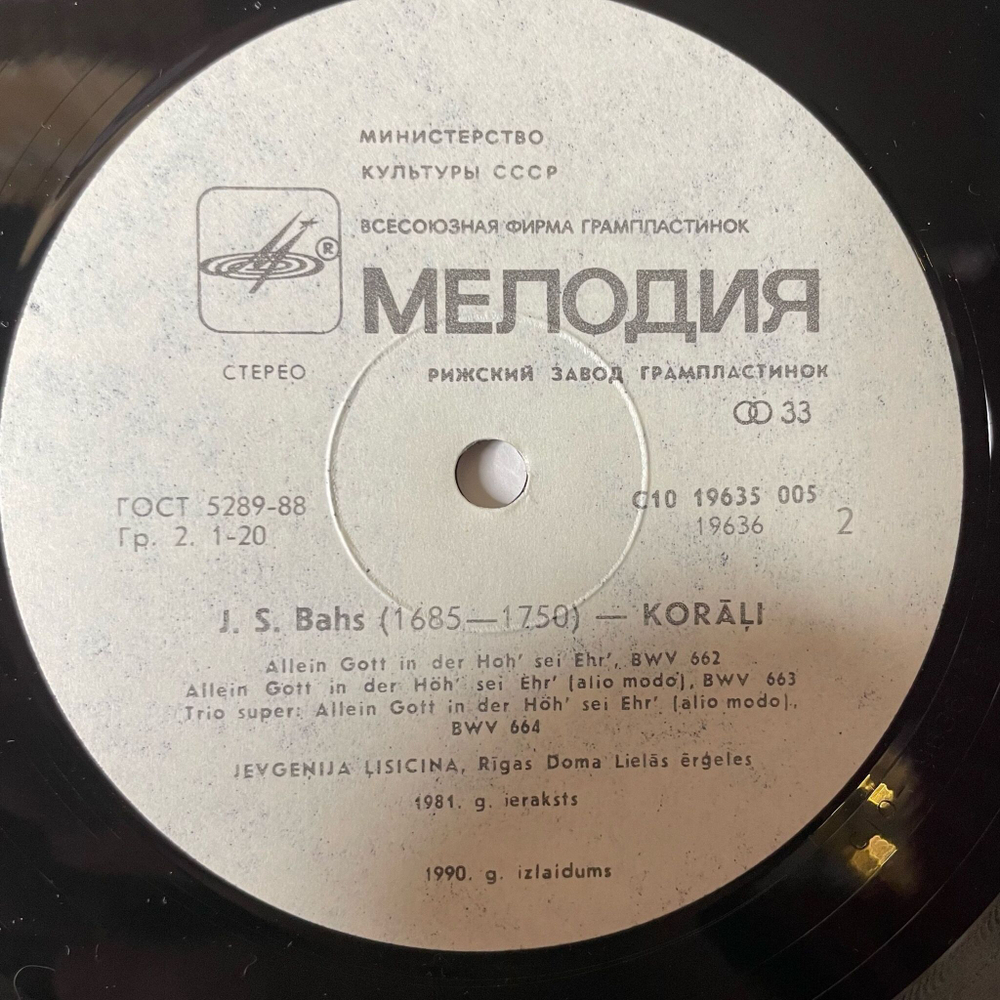 МИНИСТЕРСТВО
КУЛЬТУРЫ СССР
ВСЕСОЮЗНАЯ ФИРМА ГРАМПЛАСТИНОК
®
МЕЛОДИЯ
СТЕРЕО
РИЖСКИЙ ЗАВОД ГРАМПЛАСТИНОК
33
ГОСТ 5289-88
Гр. 2. 1-20
С10 19635 005
19636
2
J. S. Bahs (1685—1750) — KORĀĻI
Allein Gott in der Hoh' sei Ehr', BWV 662
Allein Gott in der Höh' sei Ehr' (alio modo), BWV 663
Trio super: Allein Gott in der Höh' sei Ehr' (alio modo),
BWV 664
JEVGEŅIJA ĻISICINA, Rīgas Doma Lielās ērģeles
1981. g. ieraksts
1990. g. izlaidums